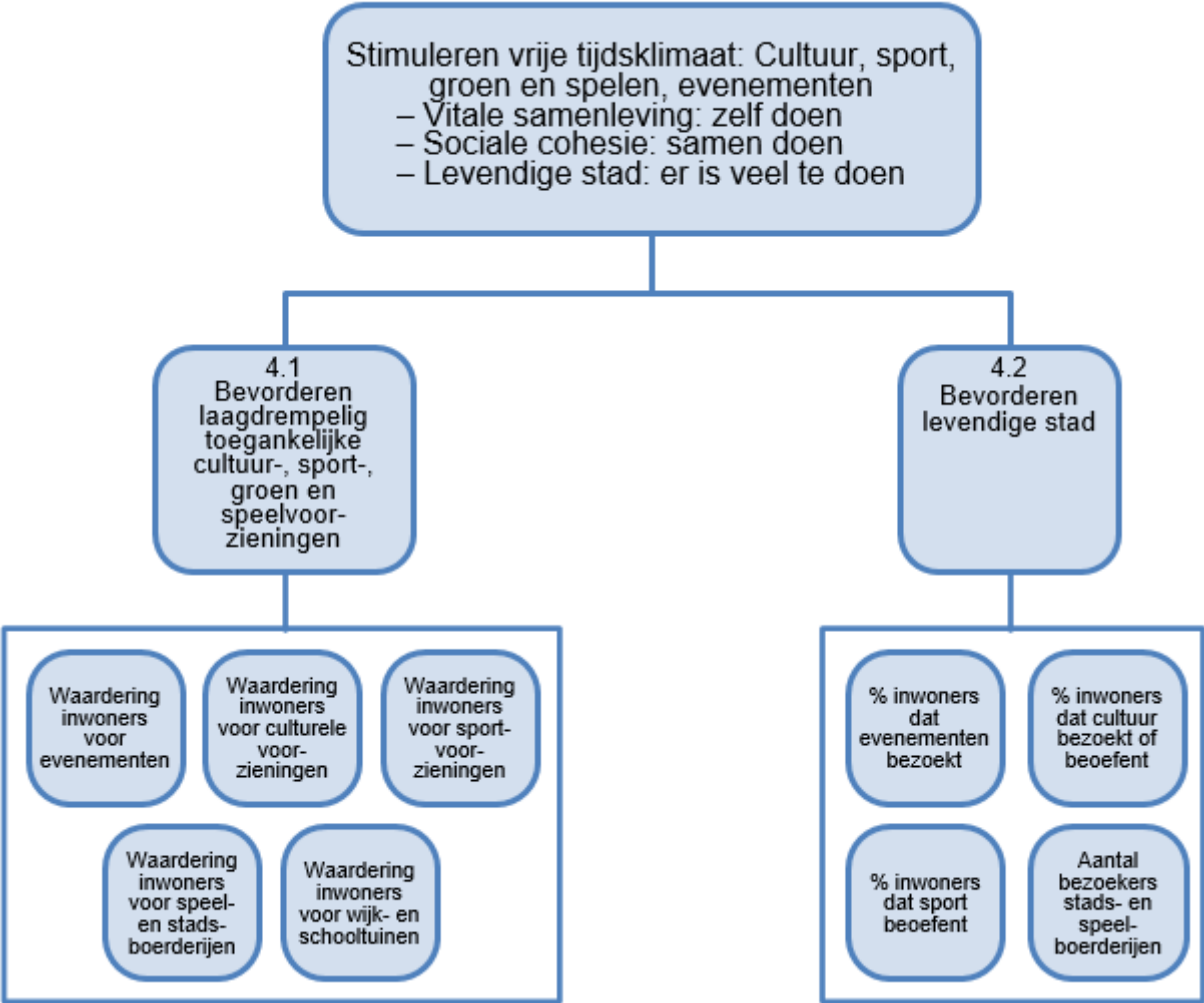 Stimuleren vrije tijdsklimaat: Cultuur, sport,
groen en spelen, evenementen
– Vitale samenleving: zelf doen
– Sociale cohesie: samen doen
– Levendige stad: er is veel te doen
4.1
Bevorderen
laagdrempelig
toegankelijke
cultuur-, sport-,
groen en
speelvoor-
zieningen
4.2
Bevorderen
levendige stad
Waardering
inwoners
voor
evenementen
Waardering
inwoners
voor culturele
voor-
zieningen
Waardering
inwoners
voor sport-
voor-
zieningen
Waardering
inwoners
voor speel-
en stads-
boerderijen
Waardering
inwoners
voor wijk- en
schooltuinen
% inwoners
dat
evenementen
bezoekt
% inwoners
dat cultuur
bezoekt of
beoefent
% inwoners
dat sport
beoefent
Aantal
bezoekers
stads- en
speel-
boerderijen